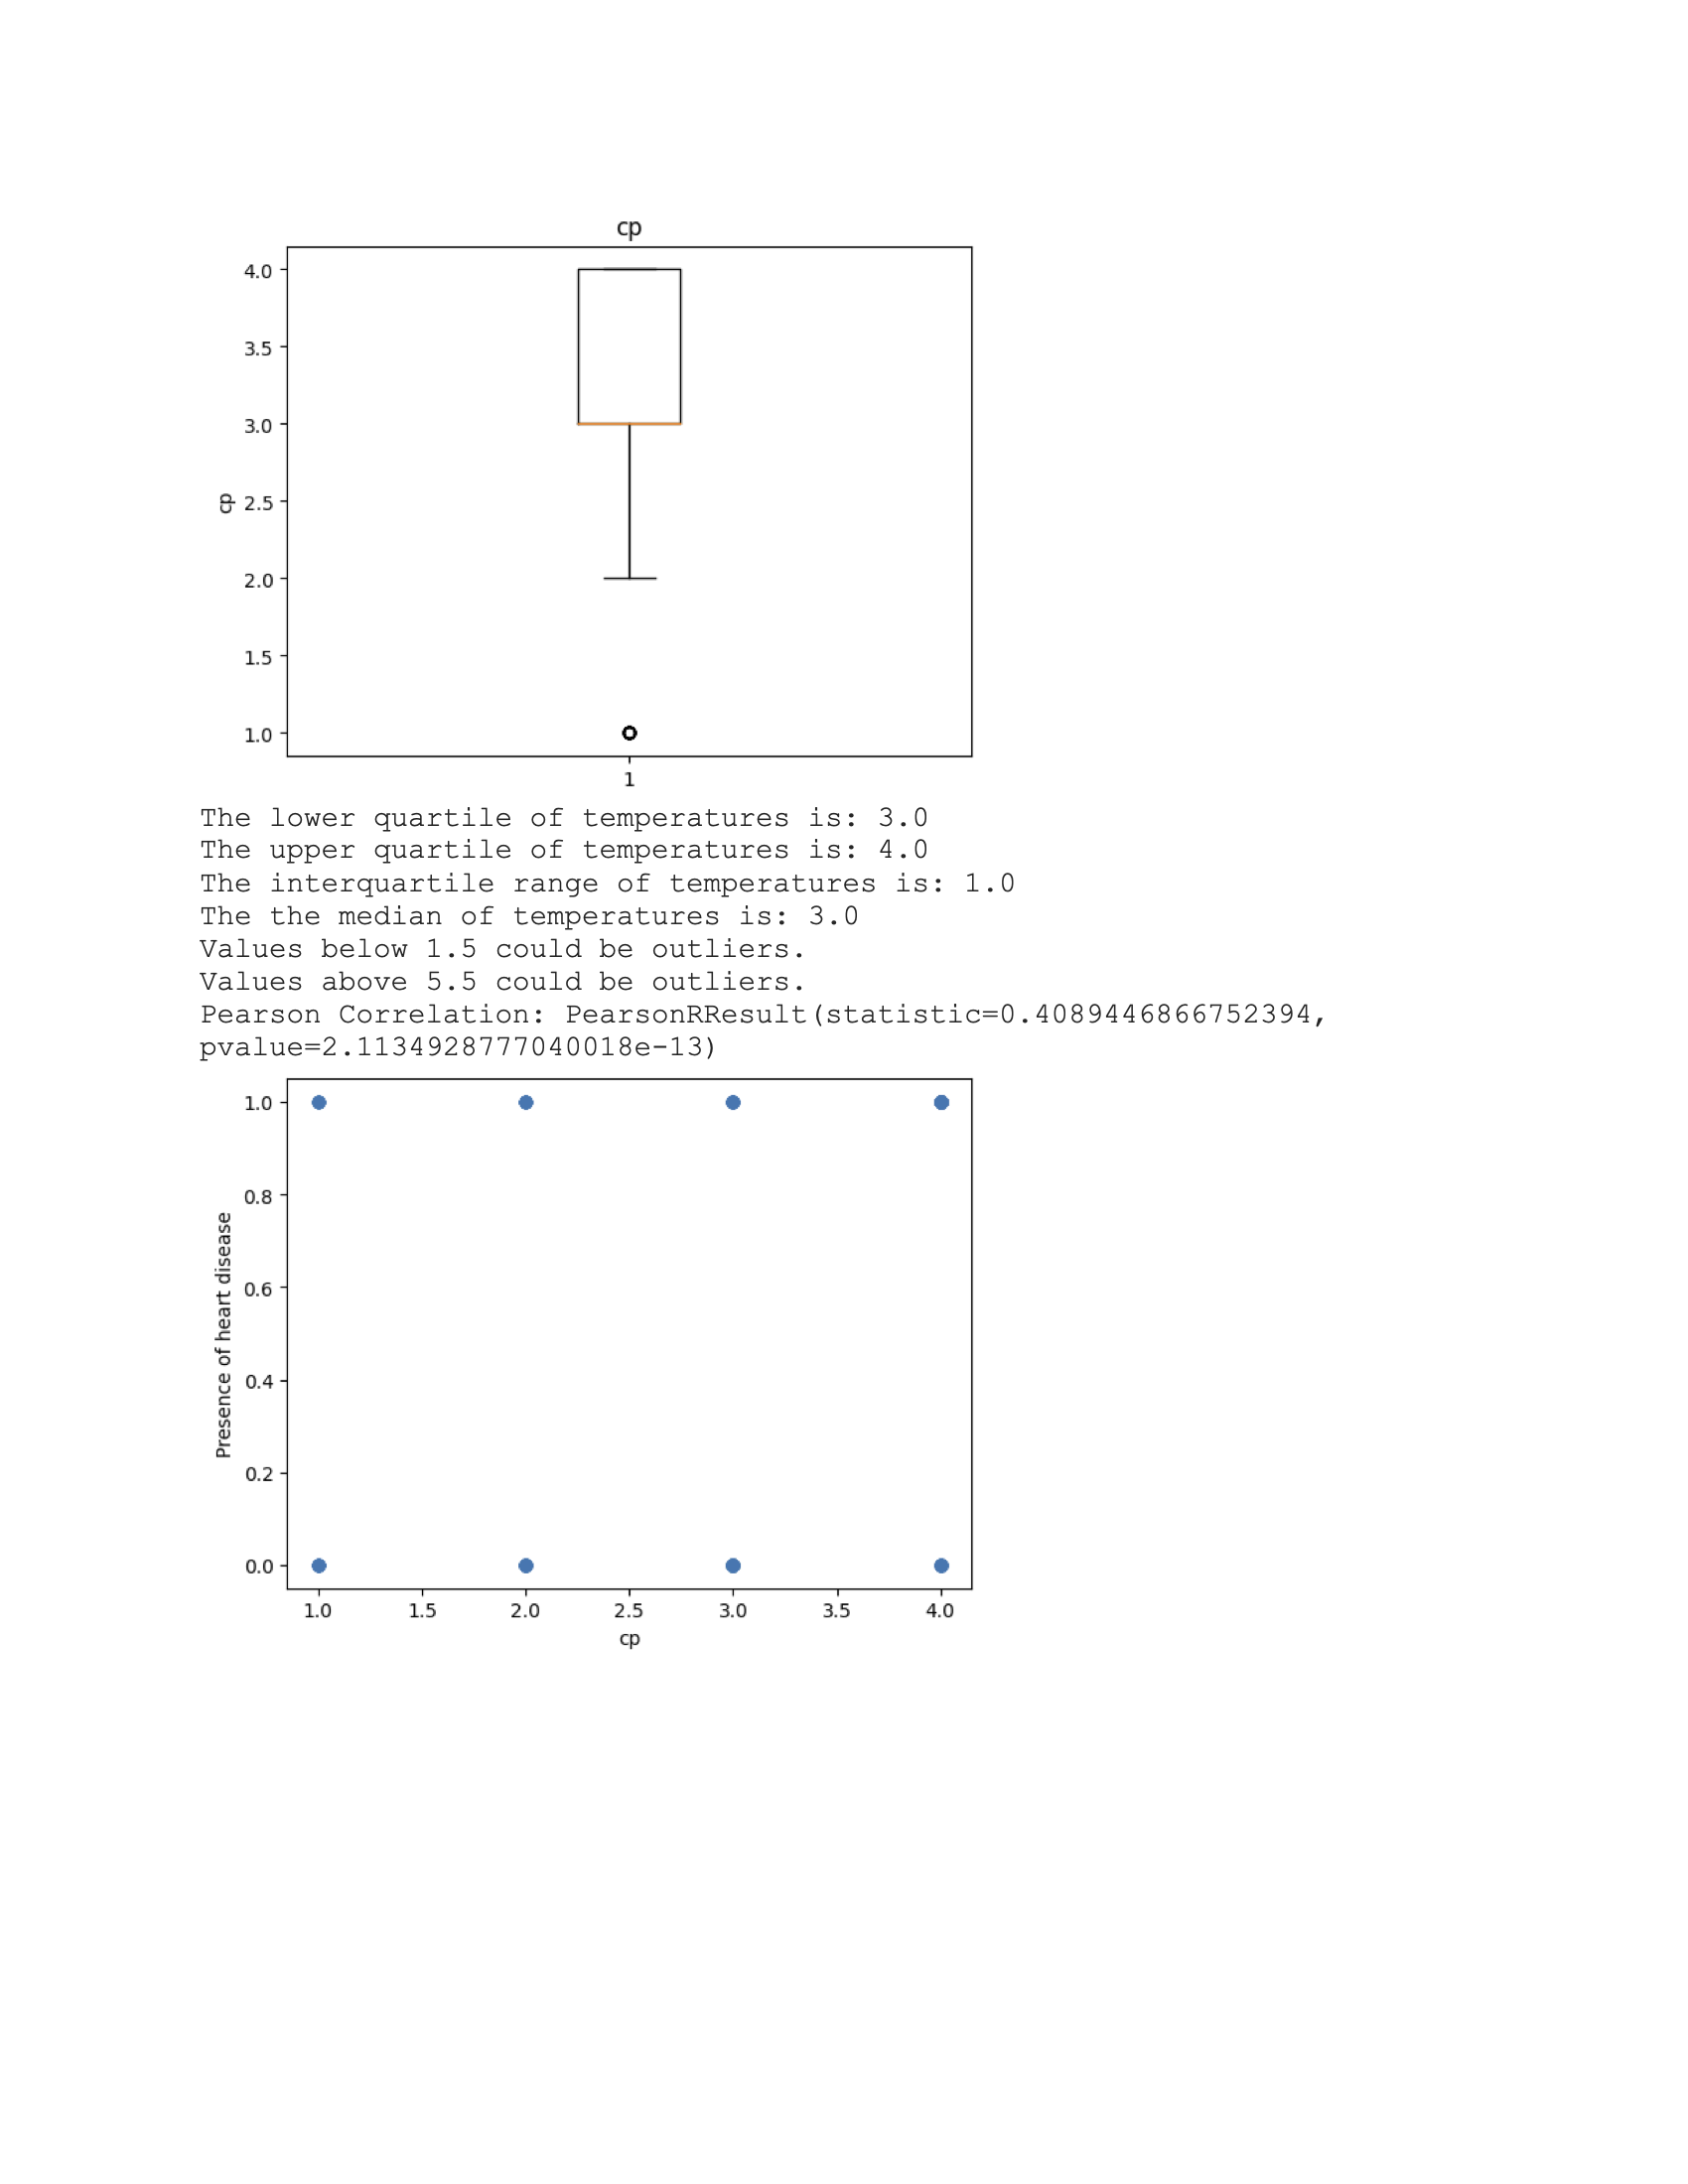 cp
4.0
3.5
3.0
cp
2.5
2.0
1.5
1.0
1
The lower quartile of temperatures is: 3.0
The upper quartile of temperatures is: 4.0
The interquartile range of temperatures is: 1.0
The the median of temperatures is: 3.0
Values below 1.5 could be outliers.
Values above 5.5 could be outliers.
Pearson Correlation: PearsonRResult(statistic=0.4089446866752394,
pvalue=2.1134928777040018e-13)
1.0
0.8
0.6
Presence of heart disease
0.4
0.2
0.0
1.0 1.5 2.0 2.5 3.0 3.5 4.0
cp